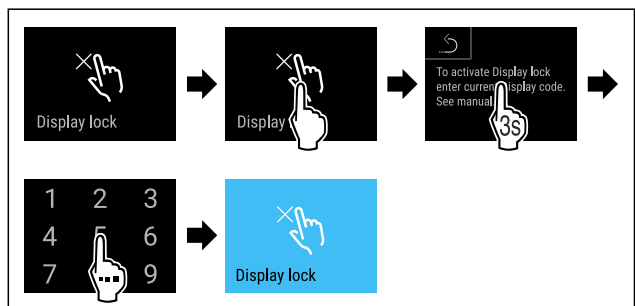 Display lock
Display
To activate Display lock
enter current display code.
See manual
3s
1 2 3
4 5 6
7 ... 9
Display lock